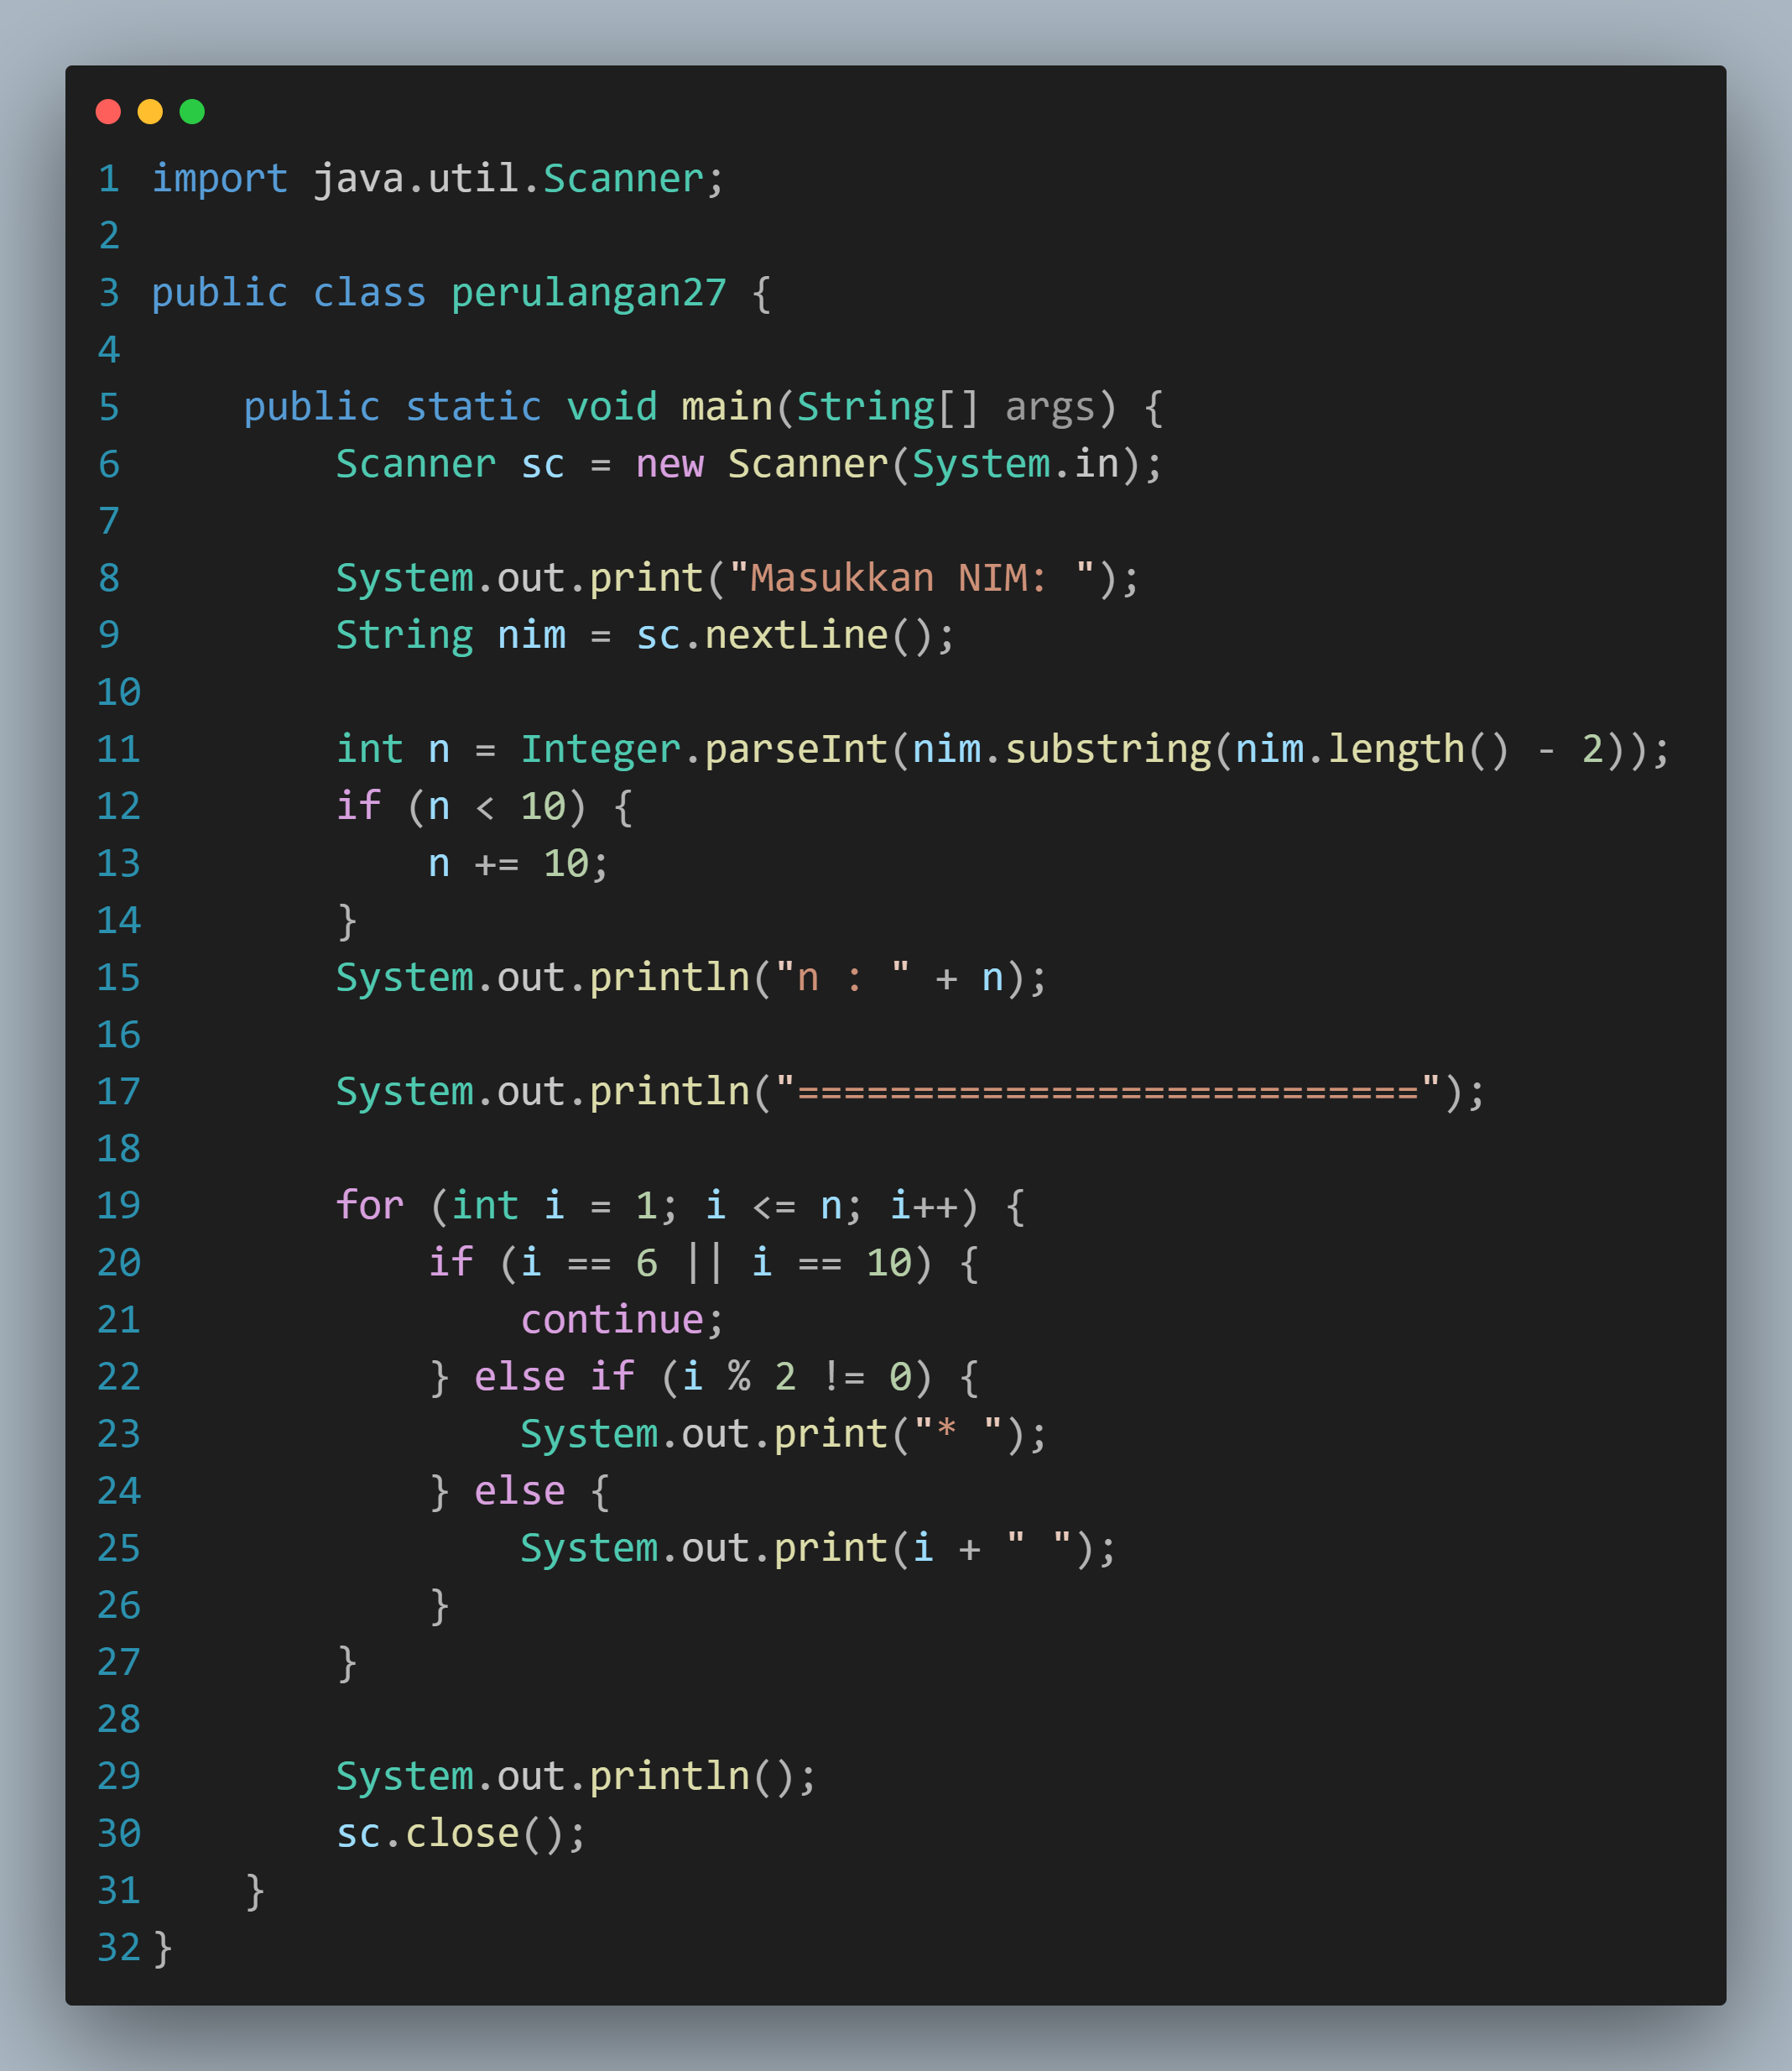 1 import java.util.Scanner;
2
3 public class perulangan27 {
4
5     public static void main(String[] args) {
6         Scanner sc = new Scanner(System.in);
7
8         System.out.print("Masukkan NIM: ");
9         String nim = sc.nextLine();
10
11         int n = Integer.parseInt(nim.substring(nim.length() - 2));
12         if (n < 10) {
13             n += 10;
14         }
15         System.out.println("n : " + n);
16
17         System.out.println("===========================");
18
19         for (int i = 1; i <= n; i++) {
20             if (i == 6 || i == 10) {
21                 continue;
22             } else if (i % 2 != 0) {
23                 System.out.print("* ");
24             } else {
25                 System.out.print(i + " ");
26             }
27         }
28
29         System.out.println();
30         sc.close();
31     }
32 }